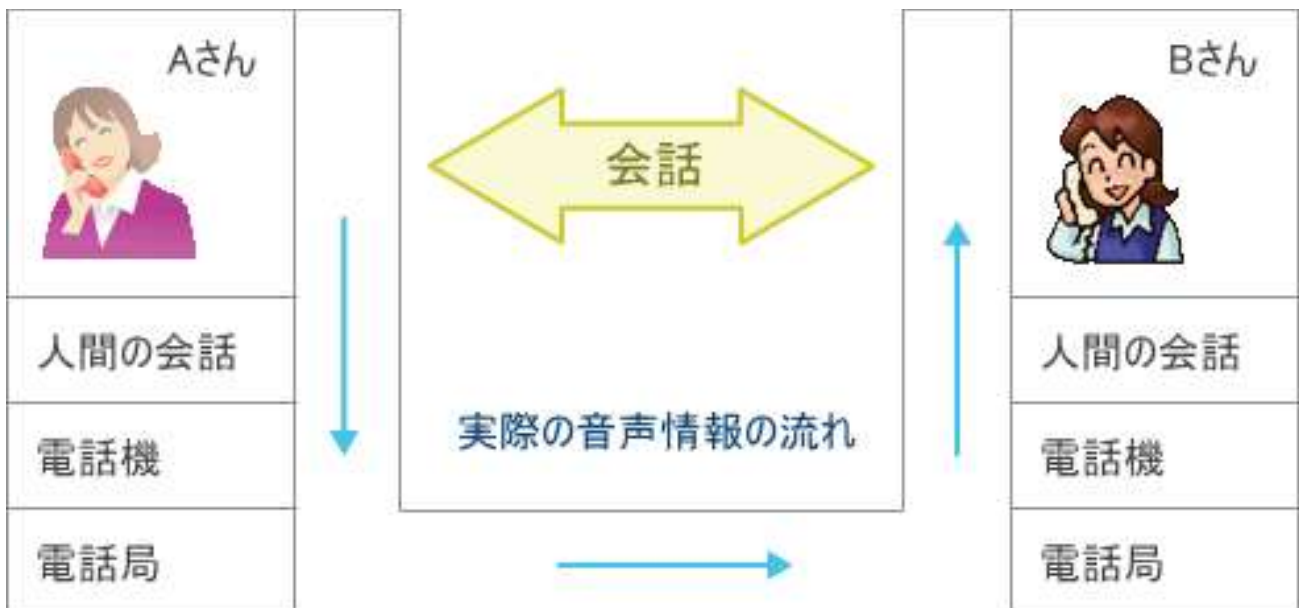 Aさん
Bさん
会話
人間の会話
人間の会話
実際の音声情報の流れ
電話機
電話機
電話局
電話局